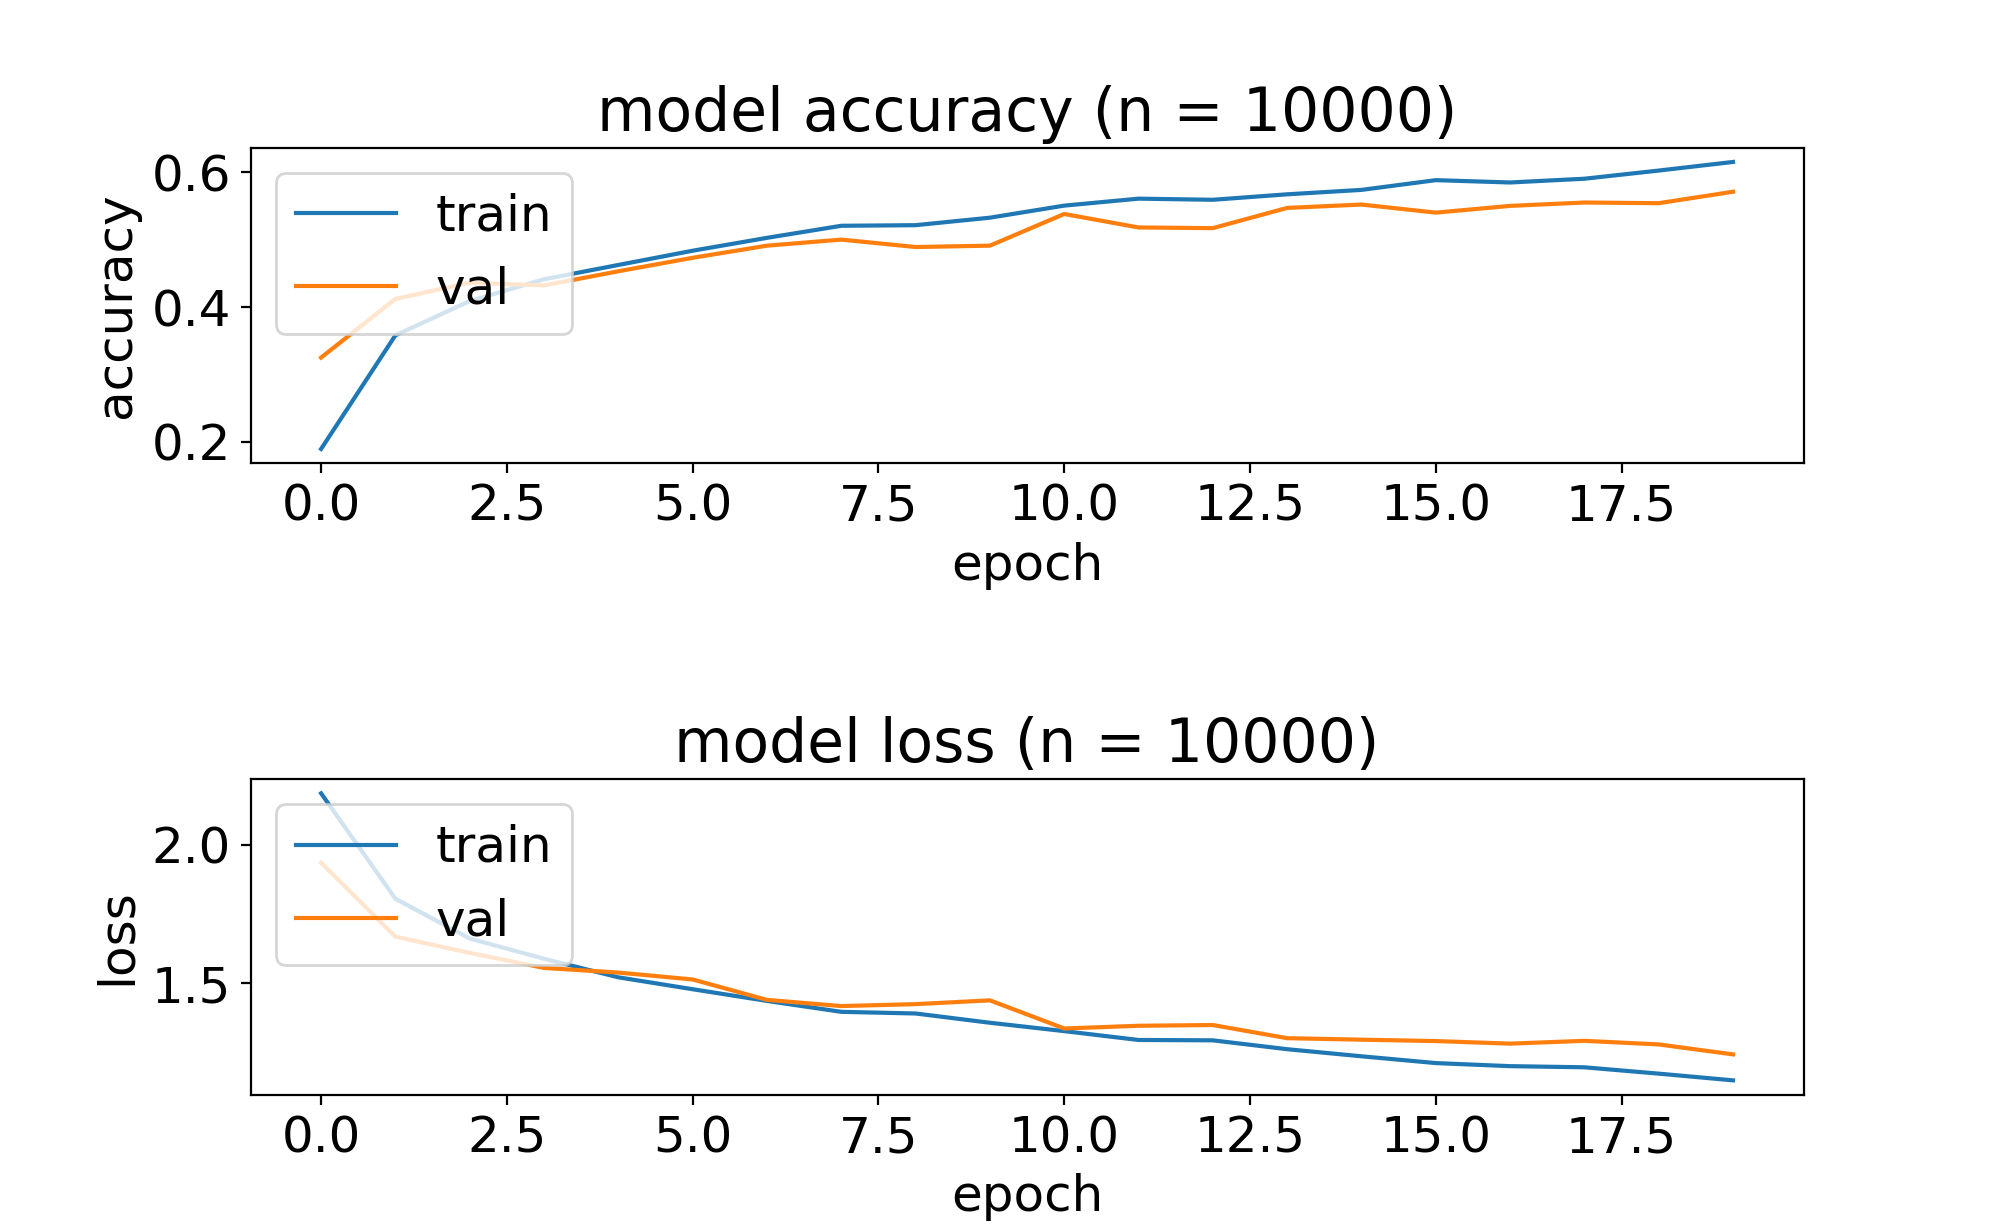 model accuracy (n = 10000)
accuracy
0.6
0.4
0.2
train
val
0.0 2.5 5.0 7.5 10.0 12.5 15.0 17.5
epoch
model loss (n = 10000)
loss
2.0
1.5
train
val
0.0 2.5 5.0 7.5 10.0 12.5 15.0 17.5
epoch